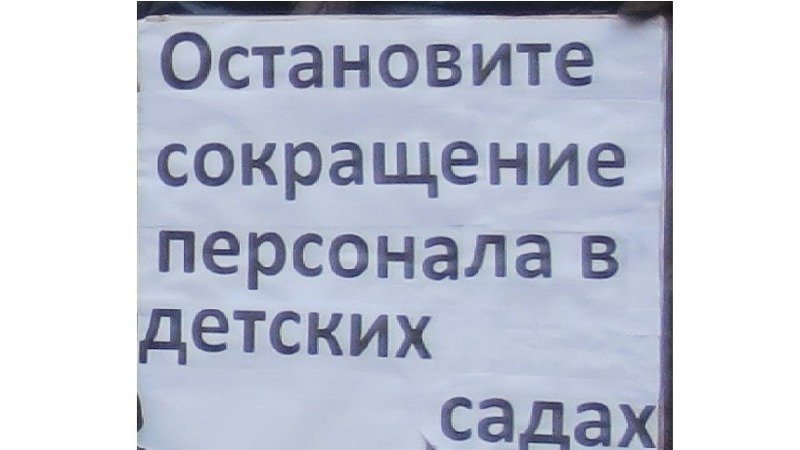 Остановите
сокращение
персонала в
детских
садах